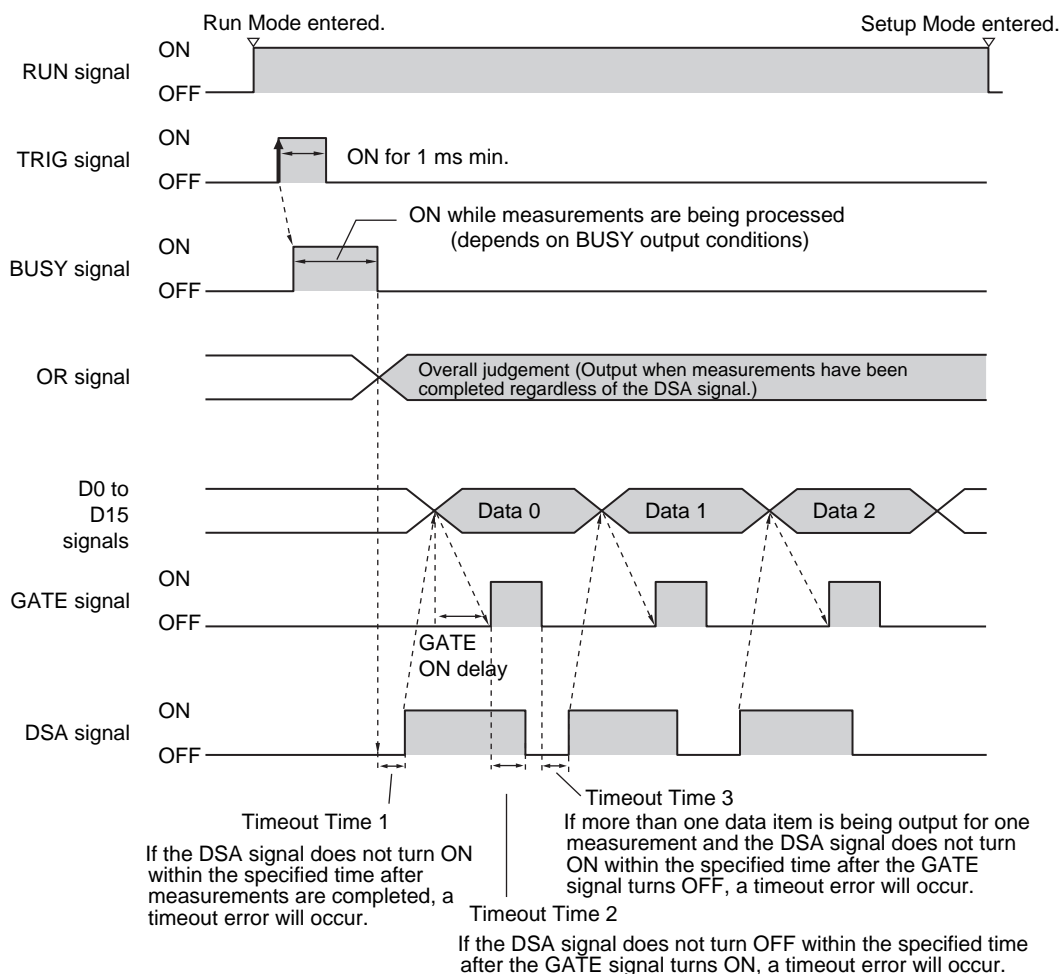 Run Mode entered.
Setup Mode entered.
RUN signal
ON
OFF
TRIG signal
ON
OFF
ON for 1 ms min.
BUSY signal
ON
OFF
ON while measurements are being processed
(depends on BUSY output conditions)
OR signal
Overall judgement (Output when measurements have been
completed regardless of the DSA signal.)
D0 to
D15
signals
Data 0
Data 1
Data 2
GATE signal
ON
OFF
GATE
ON delay
DSA signal
ON
OFF
Timeout Time 1
If the DSA signal does not turn ON
within the specified time after
measurements are completed, a
timeout error will occur.
Timeout Time 3
If more than one data item is being output for one
measurement and the DSA signal does not turn
ON within the specified time after the GATE
signal turns OFF, a timeout error will occur.
Timeout Time 2
If the DSA signal does not turn OFF within the specified time
after the GATE signal turns ON, a timeout error will occur.